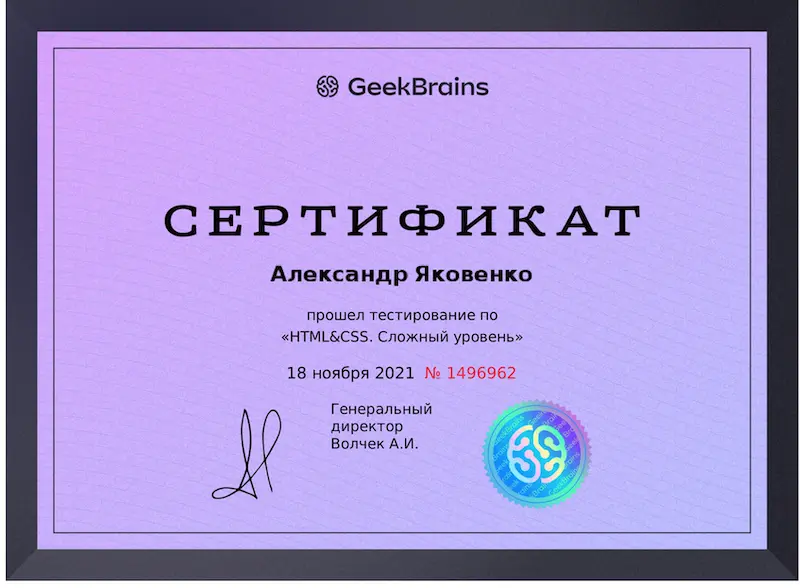 GeekBrains
СЕРТИФИКАТ
Александр Яковенко
прошел тестирование по
«HTML&CSS. Сложный уровень»
18 ноября 2021 № 1496962
Генеральный
директор
Волчек А.И.